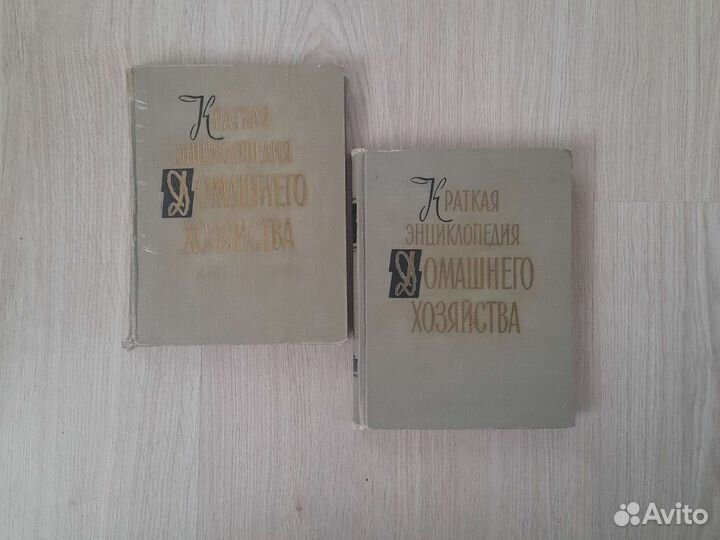 Краткая
энциклопедия
Домашнего
хозяйства
Краткая
энциклопедия
Домашнего
хозяйства
Avito